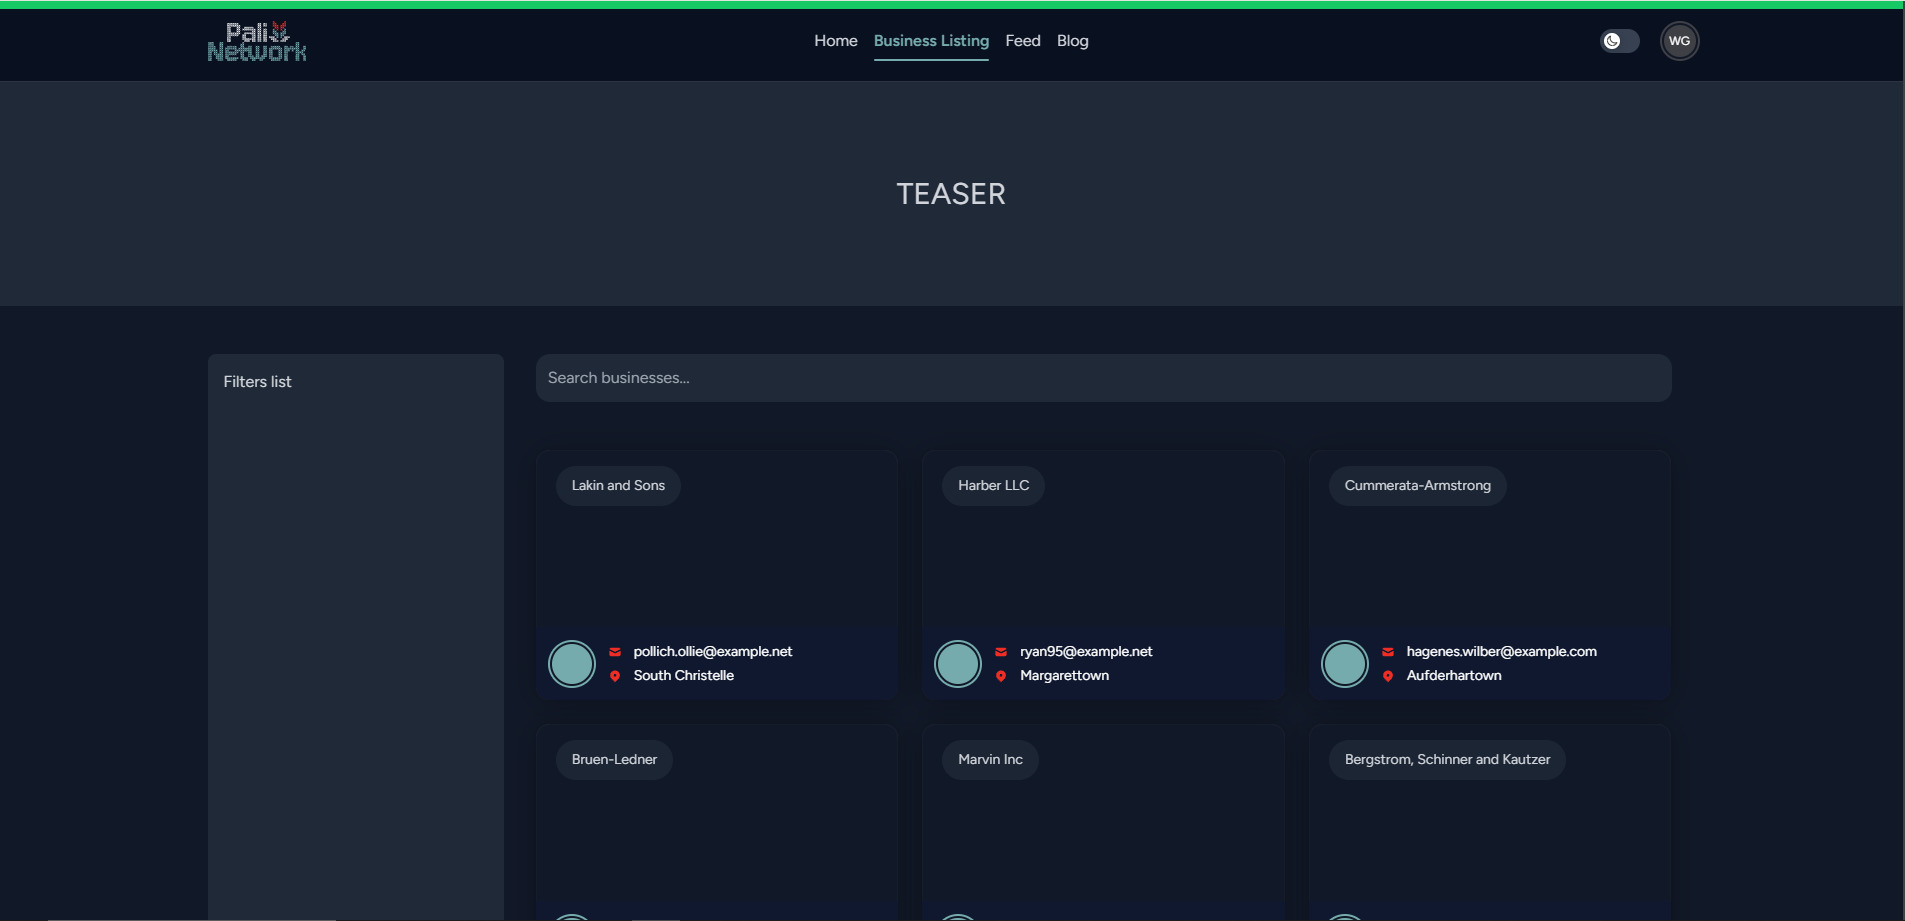 Pali
Network
Home Business Listing Feed Blog
WG
TEASER
Filters list
Search businesses...
Lakin and Sons
pollich.ollie@example.net
South Christelle
Harber LLC
ryan95@example.net
Margarettown
Cummerata-Armstrong
hagenes.wilber@example.com
Aufderhartown
Bruen-Ledner
Marvin Inc
Bergstrom, Schinner and Kautzer